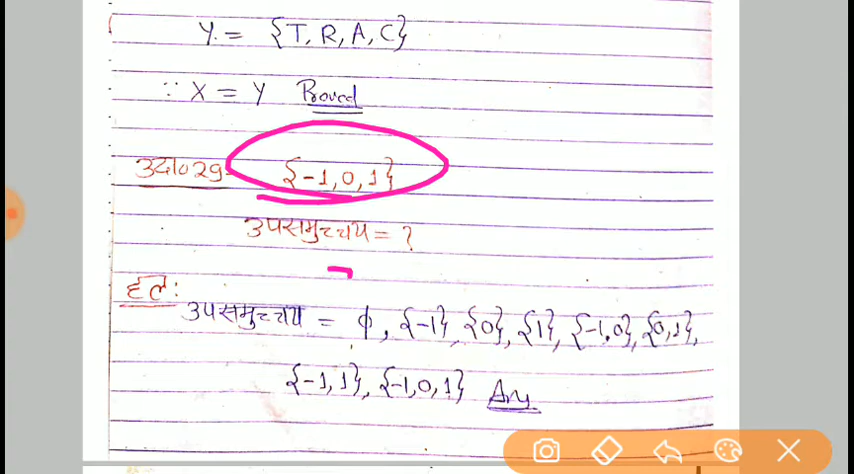 Y = {T, R, A, C}
∵ X = Y Proved
उदा० 29 {-1, 0, 1}
उपसमुच्चय = ?
हल:
उपसमुच्चय = ϕ, {-1}, {0}, {1}, {-1, 0}, {0, 1},
{-1, 1}, {-1, 0, 1} Ans